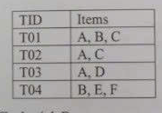 TID Items
T01 A, B, C
T02 A, C
T03 A, D
T04 B, E, F